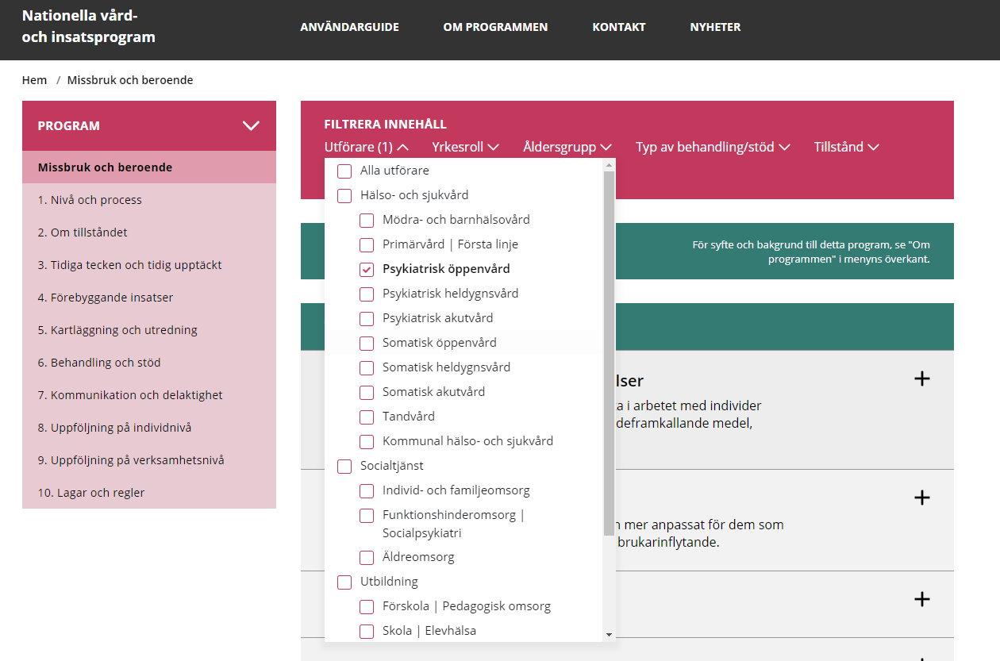 Nationella vård-
och insatsprogram
ANVÄNDARGUIDE
OM PROGRAMMEN
KONTAKT
NYHETER
Hem / Missbruk och beroende
PROGRAM
Missbruk och beroende
1. Nivå och process
2. Om tillståndet
3. Tidiga tecken och tidig upptäckt
4. Förebyggande insatser
5. Kartläggning och utredning
6. Behandling och stöd
7. Kommunikation och delaktighet
8. Uppföljning på individnivå
9. Uppföljning på verksamhetsnivå
10. Lagar och regler
FILTRERA INNEHÅLL
Utförare (1)
Yrkesroll
Åldersgrupp
Typ av behandling/stöd
Tillstånd
Alla utförare
Hälso- och sjukvård
Mödra- och barnhälsovård
Primärvård | Första linje
Psykiatrisk öppenvård
Psykiatrisk heldygnsvård
Psykiatrisk akutvård
Somatisk öppenvård
Somatisk heldygnsvård
Somatisk akutvård
Tandvård
Kommunal hälso- och sjukvård
Socialtjänst
Individ- och familjeomsorg
Funktionshinderomsorg |
Socialpsykiatri
Äldreomsorg
Utbildning
Förskola | Pedagogisk omsorg
Skola | Elevhälsa
För syfte och bakgrund till detta program, se "Om
programmen" i menyns överkant.
lser
a i arbetet med individer
deframkallande medel,
mer anpassat för dem som
brukarinflytande.